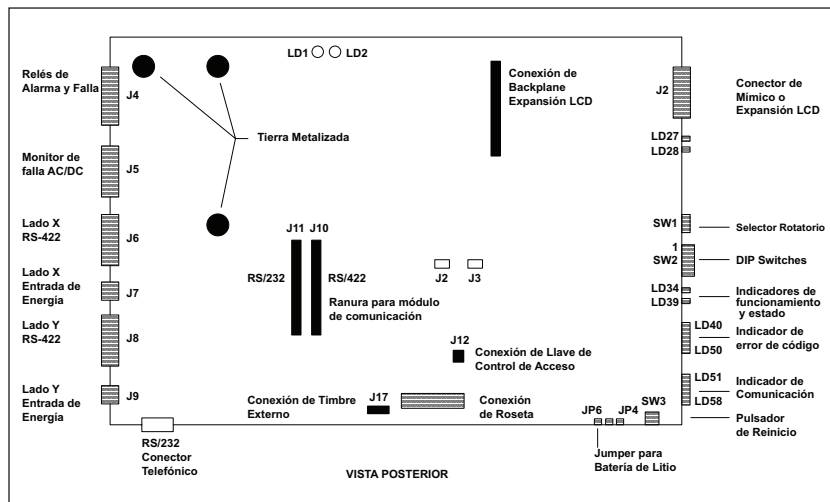 LD1
LD2
Relés de
Alarma y Falla
J4
Tierra Metalizada
Conexión de
Backplane
Expansión LCD
J2
Conector de
Mímico o
Expansión LCD
LD27
LD28
Monitor de
falla AC/DC
J5
Lado X
RS-422
J6
Lado X
Entrada de
Energía
J7
Lado Y
RS-422
J8
Lado Y
Entrada de
Energía
J9
J11
J10
RS/232
RS/422
Ranura para módulo
de comunicación
J2
J3
J12
Conexión de Llave de
Control de Acceso
SW1
Selector Rotatorio
1
SW2
DIP Switches
LD34
LD39
Indicadores de
funcionamiento
y estado
LD40
LD50
Indicador de
error de código
LD51
LD58
Indicador de
Comunicación
Conexión de Timbre
Externo
J17
Conexión
de Roseta
JP6
JP4
SW3
Pulsador
de Reinicio
Jumper para
Batería de Litio
RS/232
Conector
Telefónico
VISTA POSTERIOR